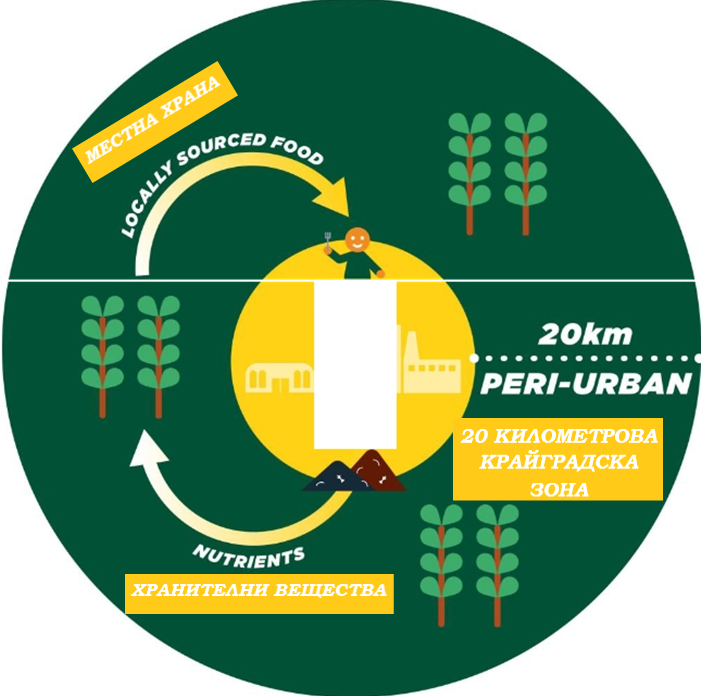 МЕСТНА ХРАНА
LOCALLY SOURCED FOOD
20km
PERI-URBAN
20 КИЛОМЕТРОВА
КРАЙГРАДСКА
ЗОНА
NUTRIENTS
ХРАНИТЕЛНИ ВЕЩЕСТВА